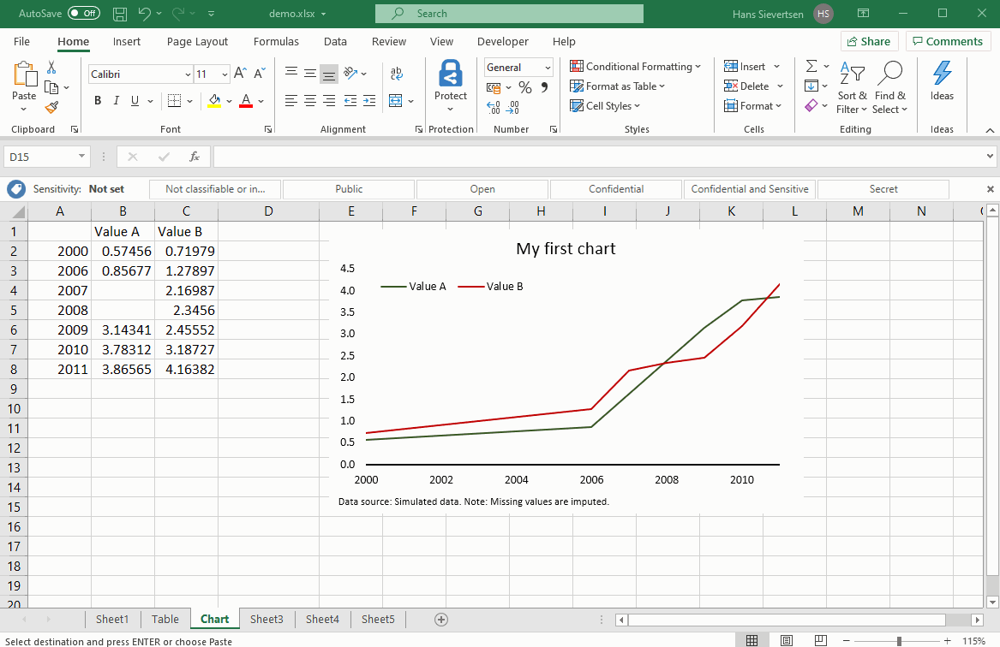 AutoSave Off demo.xlsx Search Hans Sievertsen HS
File Home Insert Page Layout Formulas Data Review View Developer Help Share Comments
Calibri 11 A A ab General Conditional Formatting Insert
Paste Protect % Format as Table Delete Sort & Find & Ideas
B I U A Cell Styles Format Filter Select
Clipboard Font Alignment Protection Number Styles Cells Editing Ideas
D15 fx
Sensitivity: Not set Not classifiable or in... Public Open Confidential Confidential and Sensitive Secret
A B C D E F G H I J K L M N
1 Value A Value B
2 2000 0.57456 0.71979
3 2006 0.85677 1.27897
4 2007 2.16987
5 2008 2.3456
6 2009 3.14341 2.45552
7 2010 3.78312 3.18727
8 2011 3.86565 4.16382
9
10
11
12
13
14
15
16
17
18
19
20
My first chart
4.5
4.0
Value A Value B
3.5
3.0
2.5
2.0
1.5
1.0
0.5
0.0
2000 2002 2004 2006 2008 2010
Data source: Simulated data. Note: Missing values are imputed.
Sheet1 Table Chart Sheet3 Sheet4 Sheet5
Select destination and press ENTER or choose Paste 115%